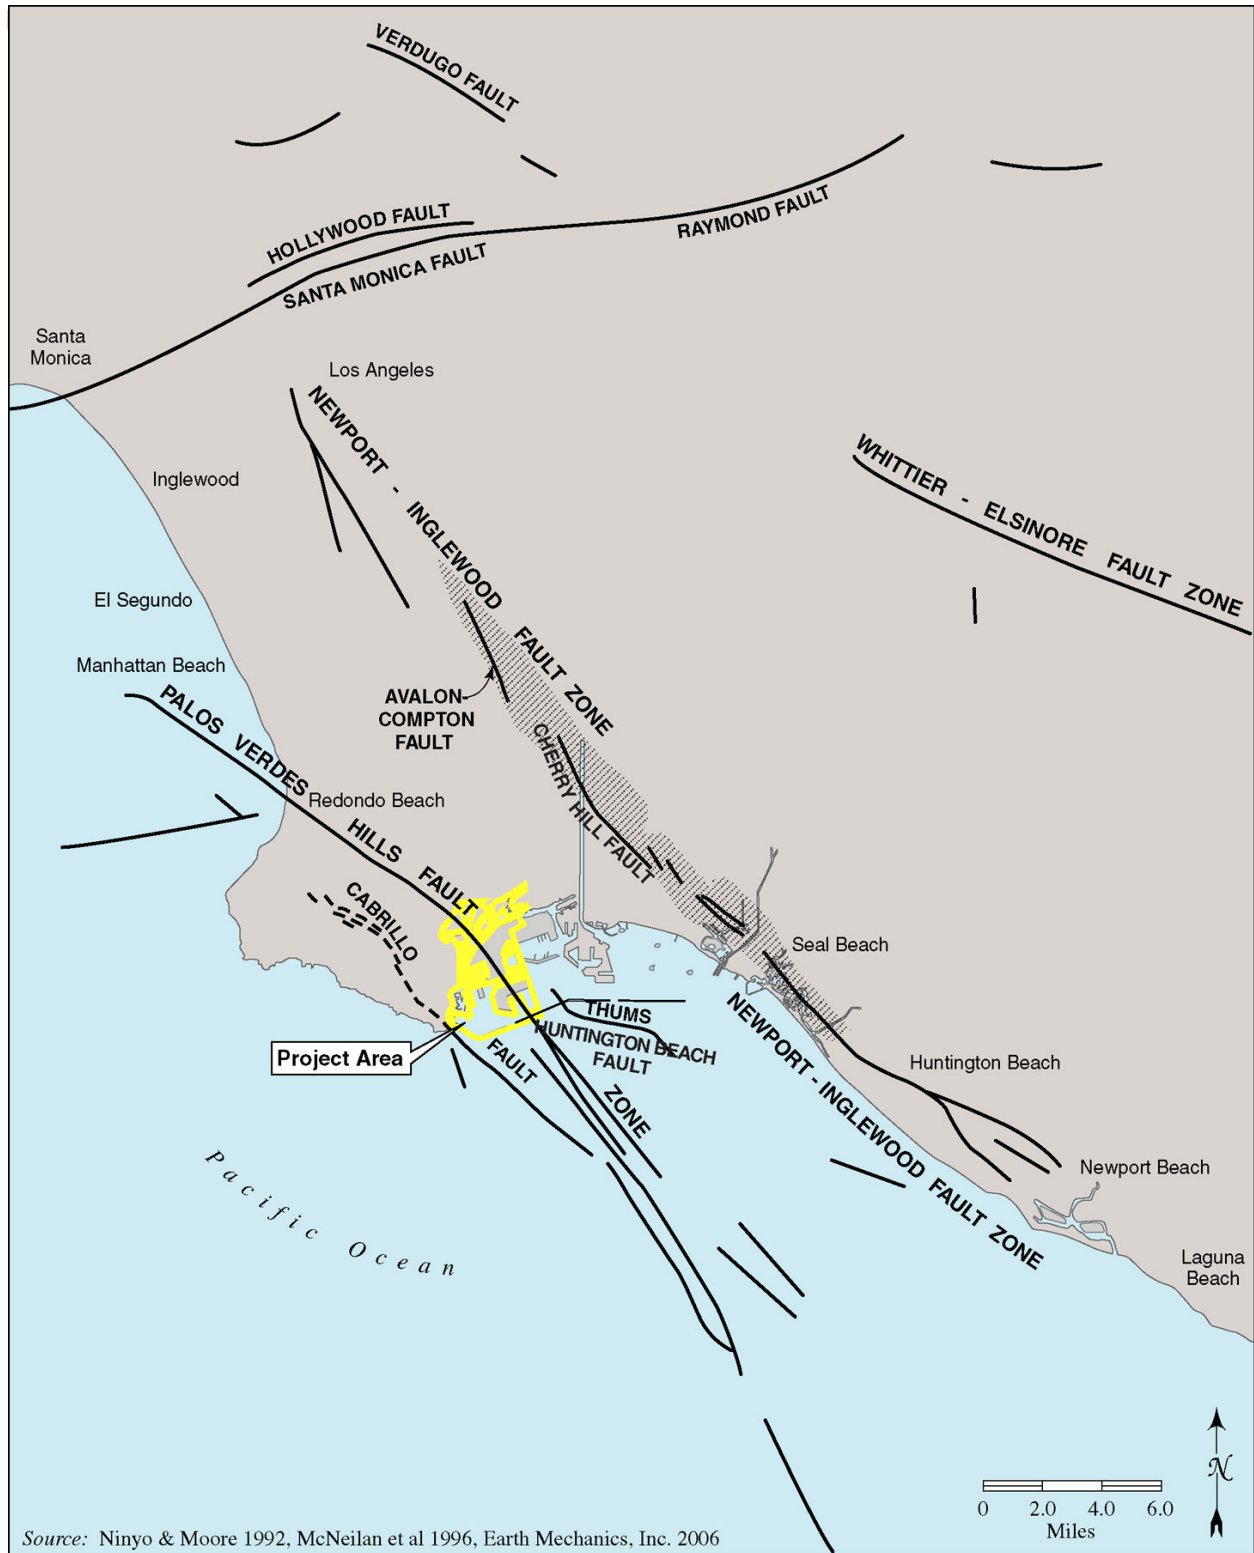 VERDUGO FAULT
HOLLYWOOD FAULT
RAYMOND FAULT
SANTA MONICA FAULT
Santa
Monica
Los Angeles
NEWPORT - INGLEWOOD FAULT ZONE
WHITTIER - ELSINORE FAULT ZONE
Inglewood
El Segundo
Manhattan Beach
PALOS VERDES HILLS FAULT
AVALON-
COMPTON
FAULT
CHERRY HILL FAULT
Redondo Beach
CABRILLO
Seal Beach
THUMS
HUNTINGTON BEACH
FAULT
NEWPORT - INGLEWOOD FAULT ZONE
Project Area
FAULT
ZONE
Huntington Beach
Newport Beach
Pacific Ocean
Laguna
Beach
N
0 2.0 4.0 6.0
Miles
Source: Ninyo & Moore 1992, McNeilan et al 1996, Earth Mechanics, Inc. 2006